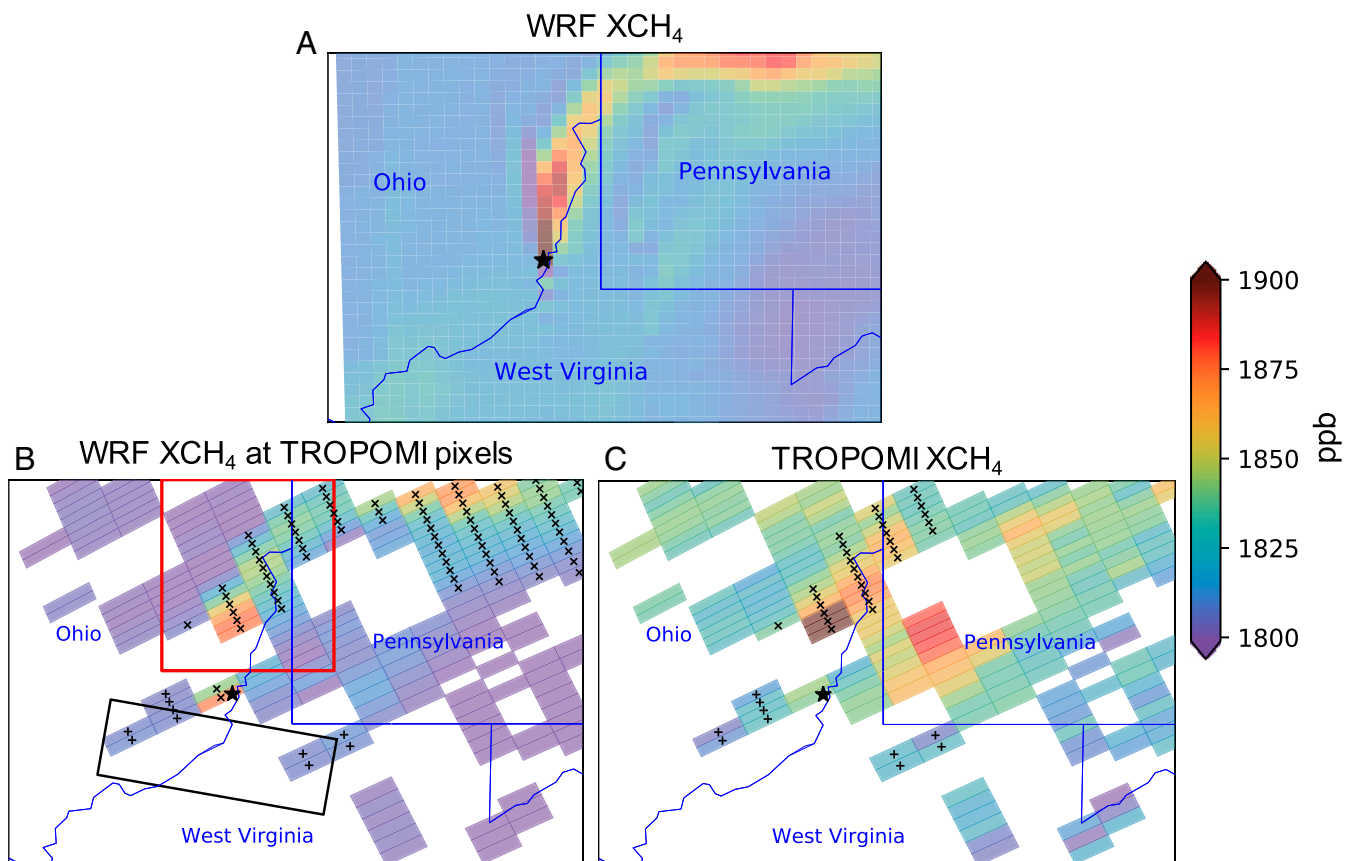 A
WRF XCH₄
Ohio
Pennsylvania
West Virginia
B
WRF XCH₄ at TROPOMI pixels
Ohio
Pennsylvania
West Virginia
C
TROPOMI XCH₄
Ohio
Pennsylvania
West Virginia
1900
1875
1850
1825
1800
ppb